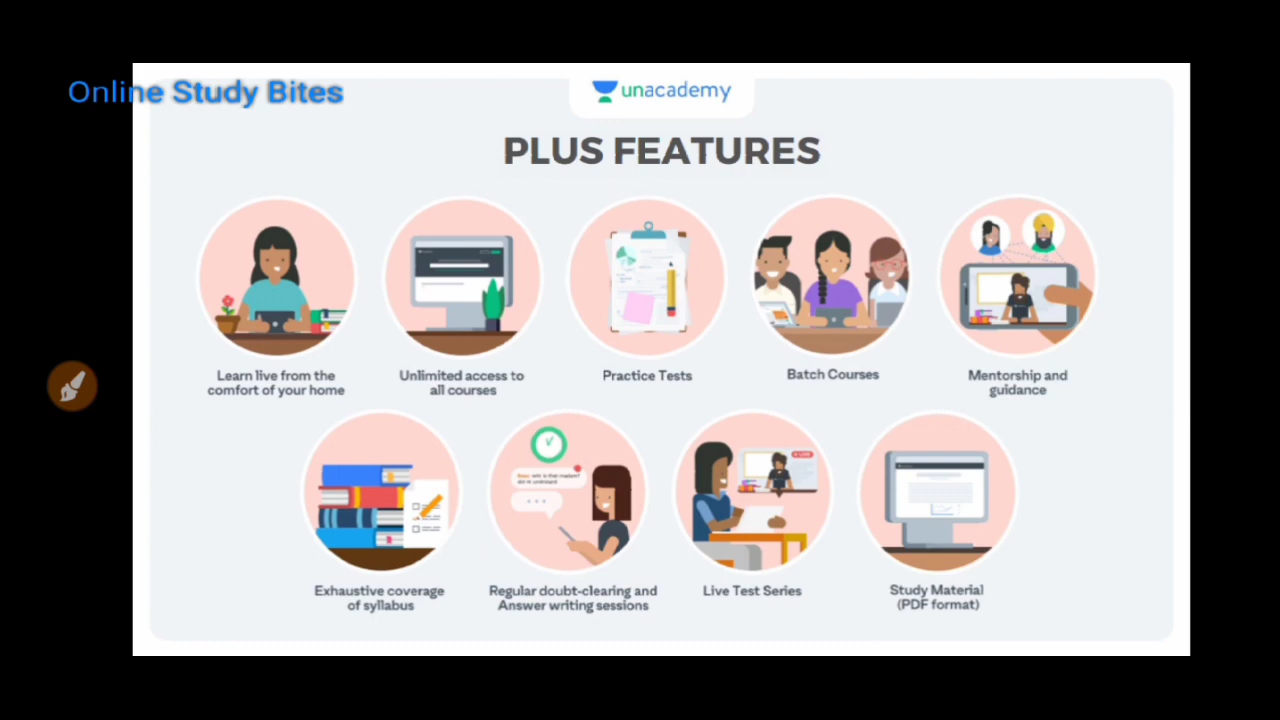 Online Study Bites
unacademy
PLUS FEATURES
Learn live from the
comfort of your home
Unlimited access to
all courses
Practice Tests
Batch Courses
Mentorship and
guidance
Exhaustive coverage
of syllabus
Regular doubt-clearing and
Answer writing sessions
LIVE
Live Test Series
Study Material
(PDF format)